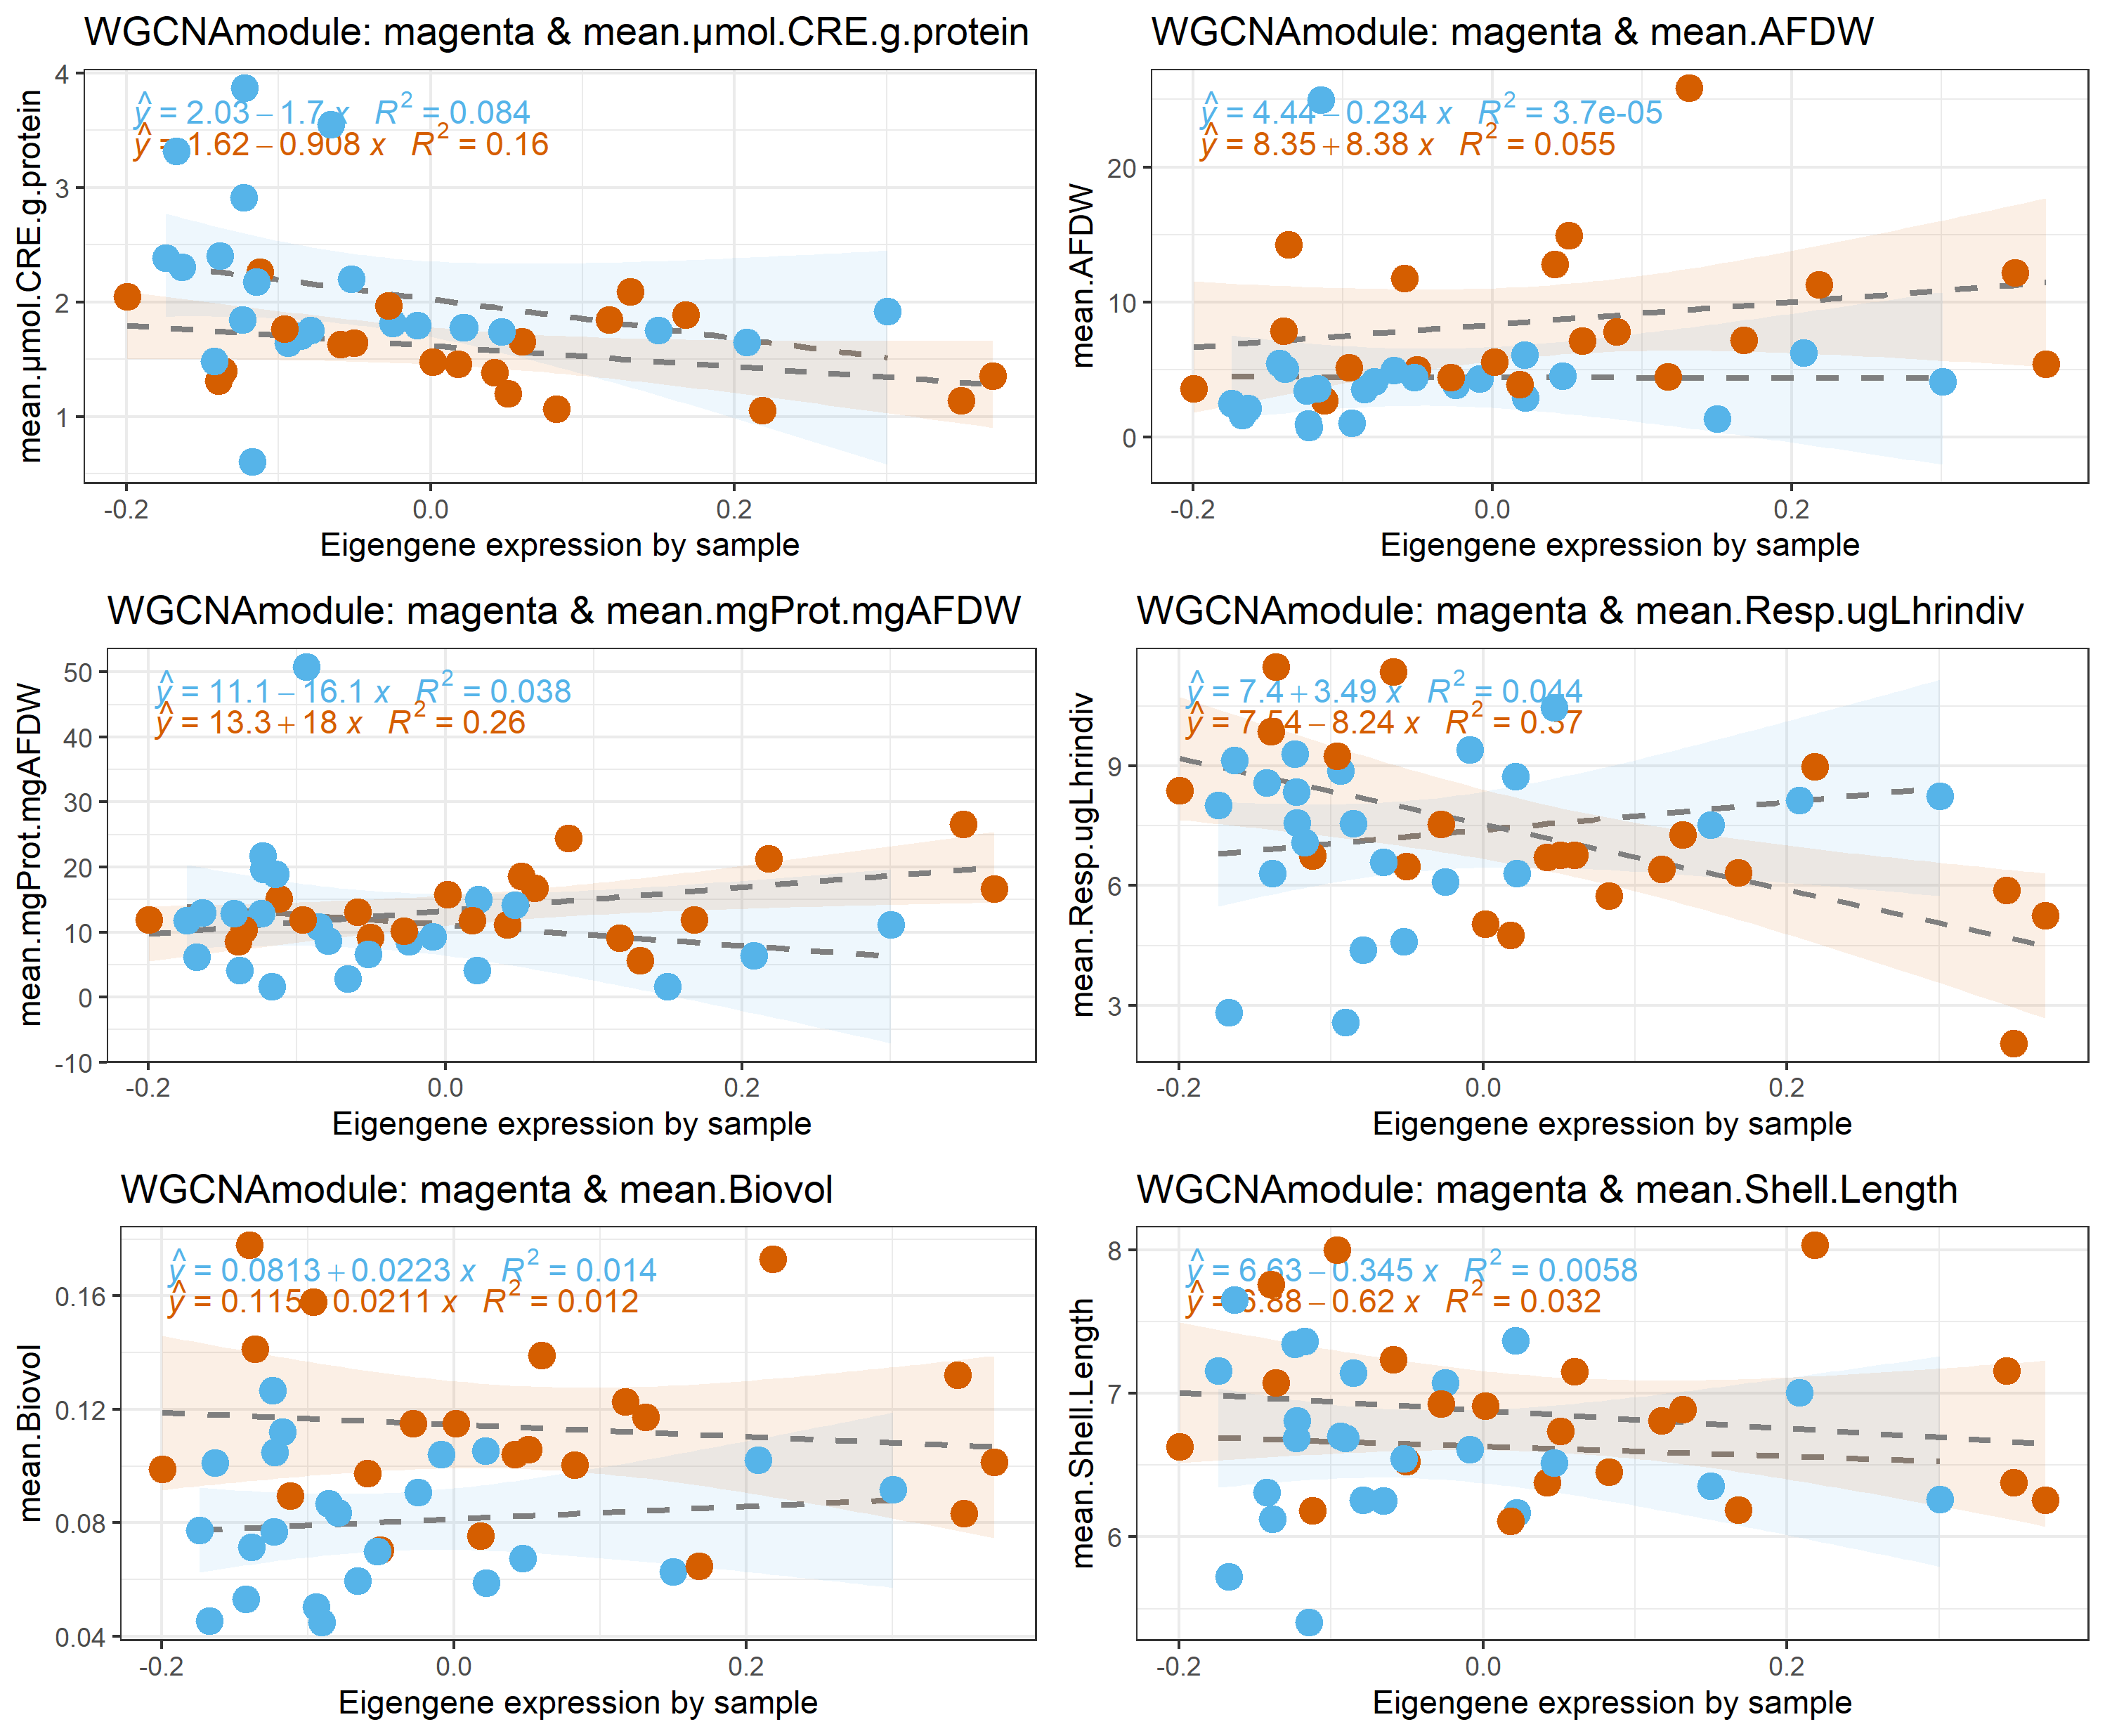 WGCNAmodule: magenta & mean.µmol.CRE.g.protein
mean.µmol.CRE.g.protein
4
3
2
1
ŷ = 2.03 − 1.7 x R² = 0.084
ŷ = 1.62 − 0.908 x R² = 0.16
-0.2 0.0 0.2
Eigengene expression by sample
WGCNAmodule: magenta & mean.AFDW
mean.AFDW
20
10
0
ŷ = 4.44 − 0.234 x R² = 3.7e-05
ŷ = 8.35 + 8.38 x R² = 0.055
-0.2 0.0 0.2
Eigengene expression by sample
WGCNAmodule: magenta & mean.mgProt.mgAFDW
mean.mgProt.mgAFDW
50
40
30
20
10
0
-10
ŷ = 11.1 − 16.1 x R² = 0.038
ŷ = 13.3 + 18 x R² = 0.26
-0.2 0.0 0.2
Eigengene expression by sample
WGCNAmodule: magenta & mean.Resp.ugLhrindiv
mean.Resp.ugLhrindiv
9
6
3
ŷ = 7.4 + 3.49 x R² = 0.044
ŷ = 7.54 − 8.24 x R² = 0.37
-0.2 0.0 0.2
Eigengene expression by sample
WGCNAmodule: magenta & mean.Biovol
mean.Biovol
0.16
0.12
0.08
0.04
ŷ = 0.0813 + 0.0223 x R² = 0.014
ŷ = 0.115 0.0211 x R² = 0.012
-0.2 0.0 0.2
Eigengene expression by sample
WGCNAmodule: magenta & mean.Shell.Length
mean.Shell.Length
8
7
6
ŷ = 6.63 − 0.345 x R² = 0.0058
ŷ = 6.88 − 0.62 x R² = 0.032
-0.2 0.0 0.2
Eigengene expression by sample